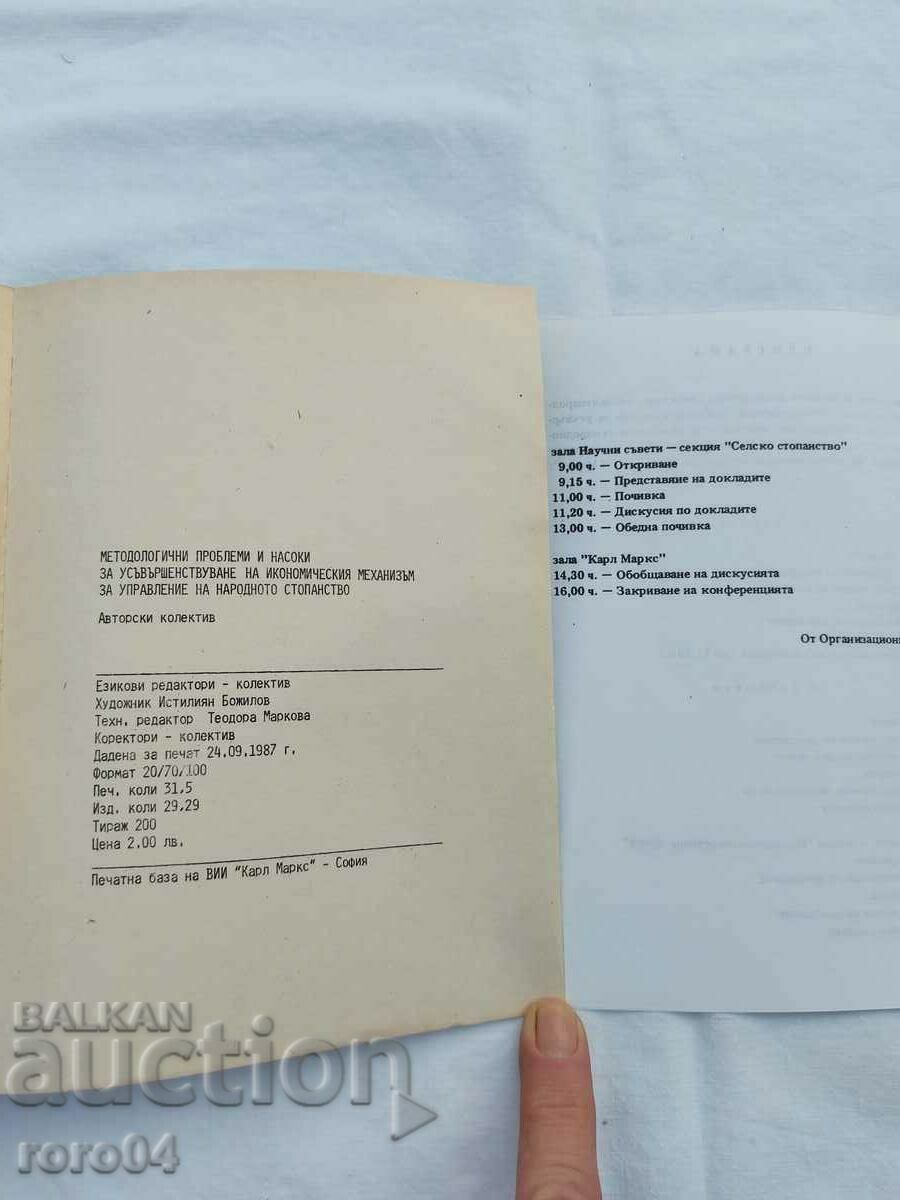 МЕТОДОЛОГИЧНИ ПРОБЛЕМИ И НАСОКИ
ЗА УСЪВЪРШЕНСТВУВАНЕ НА ИКОНОМИЧЕСКИЯ МЕХАНИЗЪМ
ЗА УПРАВЛЕНИЕ НА НАРОДНОТО СТОПАНСТВО
Авторски колектив
Езикови редактори - колектив
Художник Истилиян Божилов
Техн. редактор Теодора Маркова
Коректори - колектив
Дадена за печат 24.09.1987 г.
Формат 20/70/100
Печ. коли 31,5
Изд. коли 29,29
Тираж 200
Цена 2.00 лв.
Печатна база на ВИИ "Карл Маркс" - София
зала Научни съвети — секция "Селско стопанство"
9,00 ч. — Откриване
9,15 ч. — Представяне на докладите
11,00 ч. — Почивка
11,20 ч. — Дискусия по докладите
13,00 ч. — Обедна почивка
зала "Карл Маркс"
14,30 ч. — Обобщаване на дискусията
16,00 ч. — Закриване на конференцията
От Организационн
BALKAN
auction
roro04